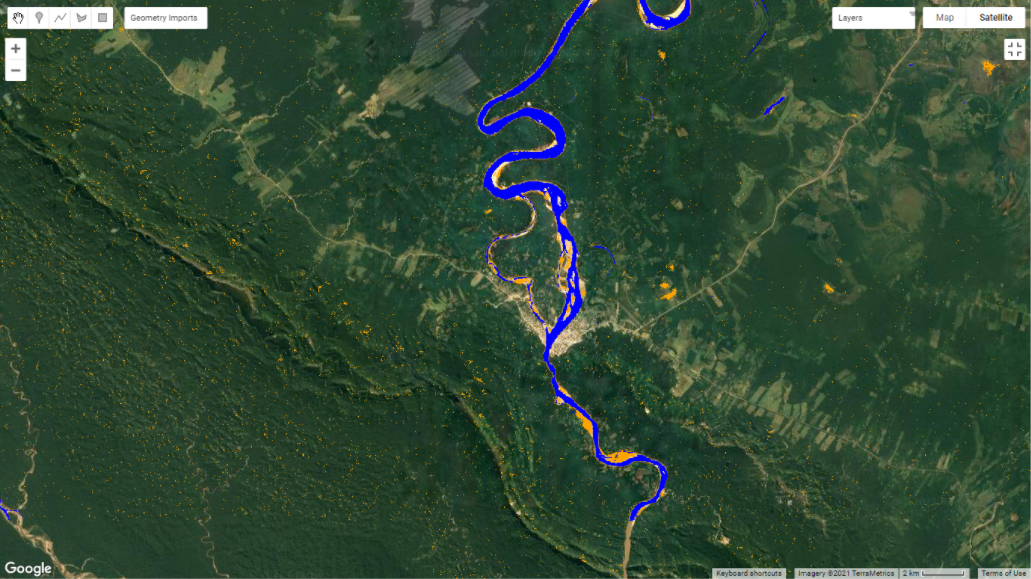 Geometry Imports
Layers
Map
Satellite
+
−
Google
Keyboard shortcuts
Imagery ©2021 TerraMetrics
2 km
Terms of Use